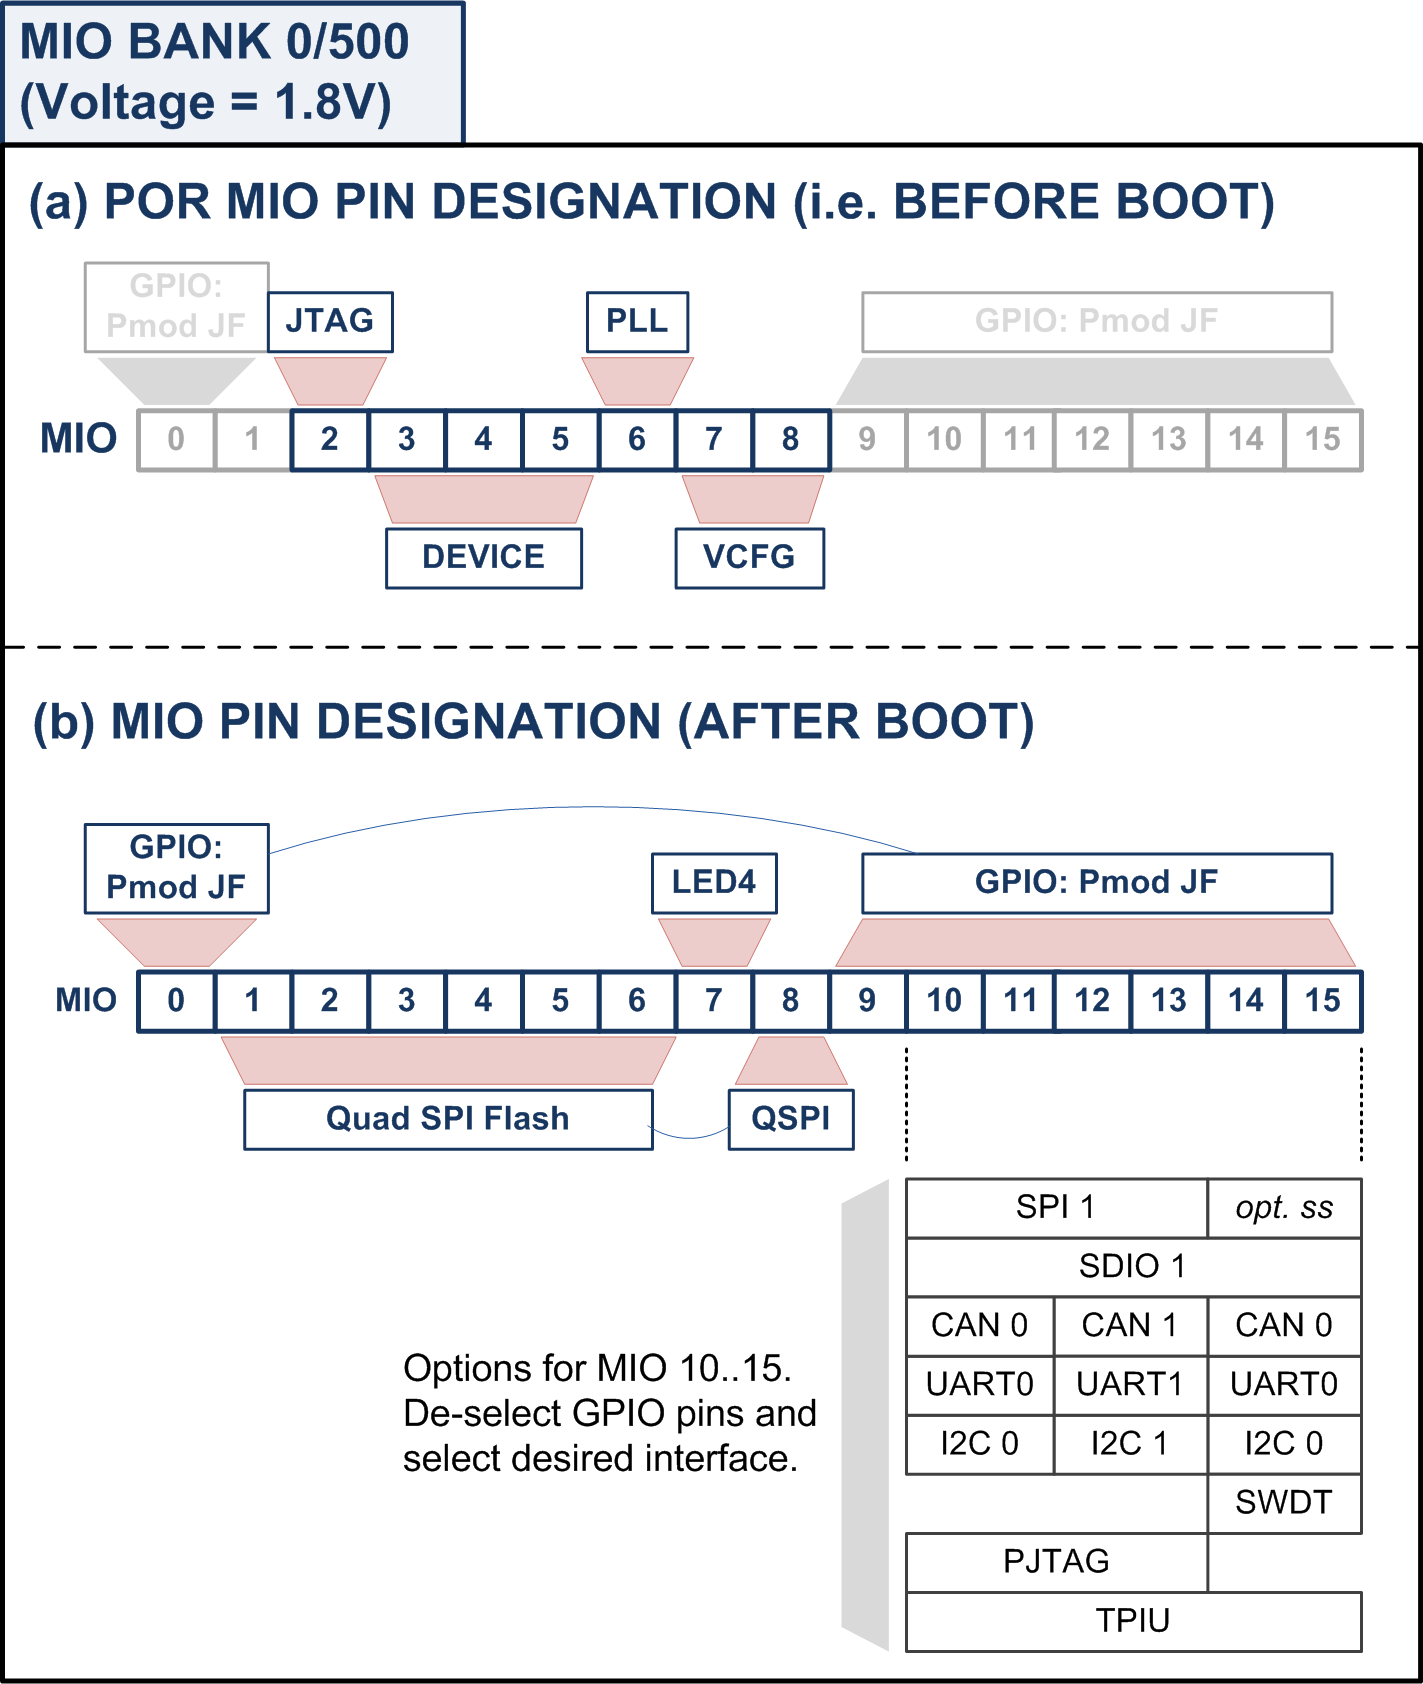 MIO BANK 0/500
(Voltage = 1.8V)
(a) POR MIO PIN DESIGNATION (i.e. BEFORE BOOT)
GPIO:
Pmod JF
JTAG
PLL
GPIO: Pmod JF
MIO 0 1 2 3 4 5 6 7 8 9 10 11 12 13 14 15
DEVICE
VCFG
(b) MIO PIN DESIGNATION (AFTER BOOT)
GPIO:
Pmod JF
LED4
GPIO: Pmod JF
MIO 0 1 2 3 4 5 6 7 8 9 10 11 12 13 14 15
Quad SPI Flash
QSPI
Options for MIO 10..15.
De-select GPIO pins and
select desired interface.
SPI 1 opt. ss
SDIO 1
CAN 0 CAN 1 CAN 0
UART0 UART1 UART0
I2C 0 I2C 1 I2C 0
SWDT
PJTAG
TPIU